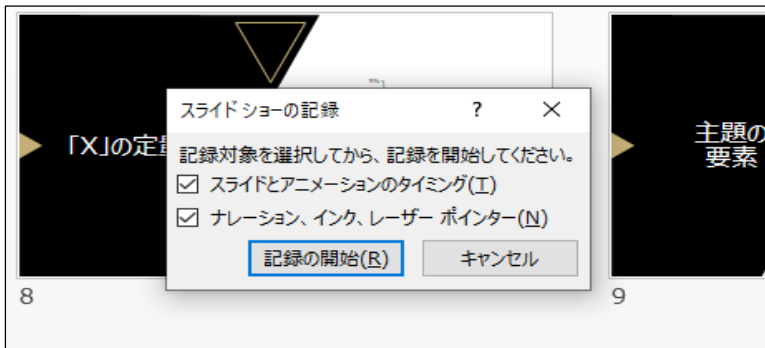 スライド ショーの記録
?
×
「X」の定
主題の
要素
記録対象を選択してから、記録を開始してください。
スライドとアニメーションのタイミング(T)
ナレーション、インク、レーザー ポインター(N)
記録の開始(R)
キャンセル
8
9